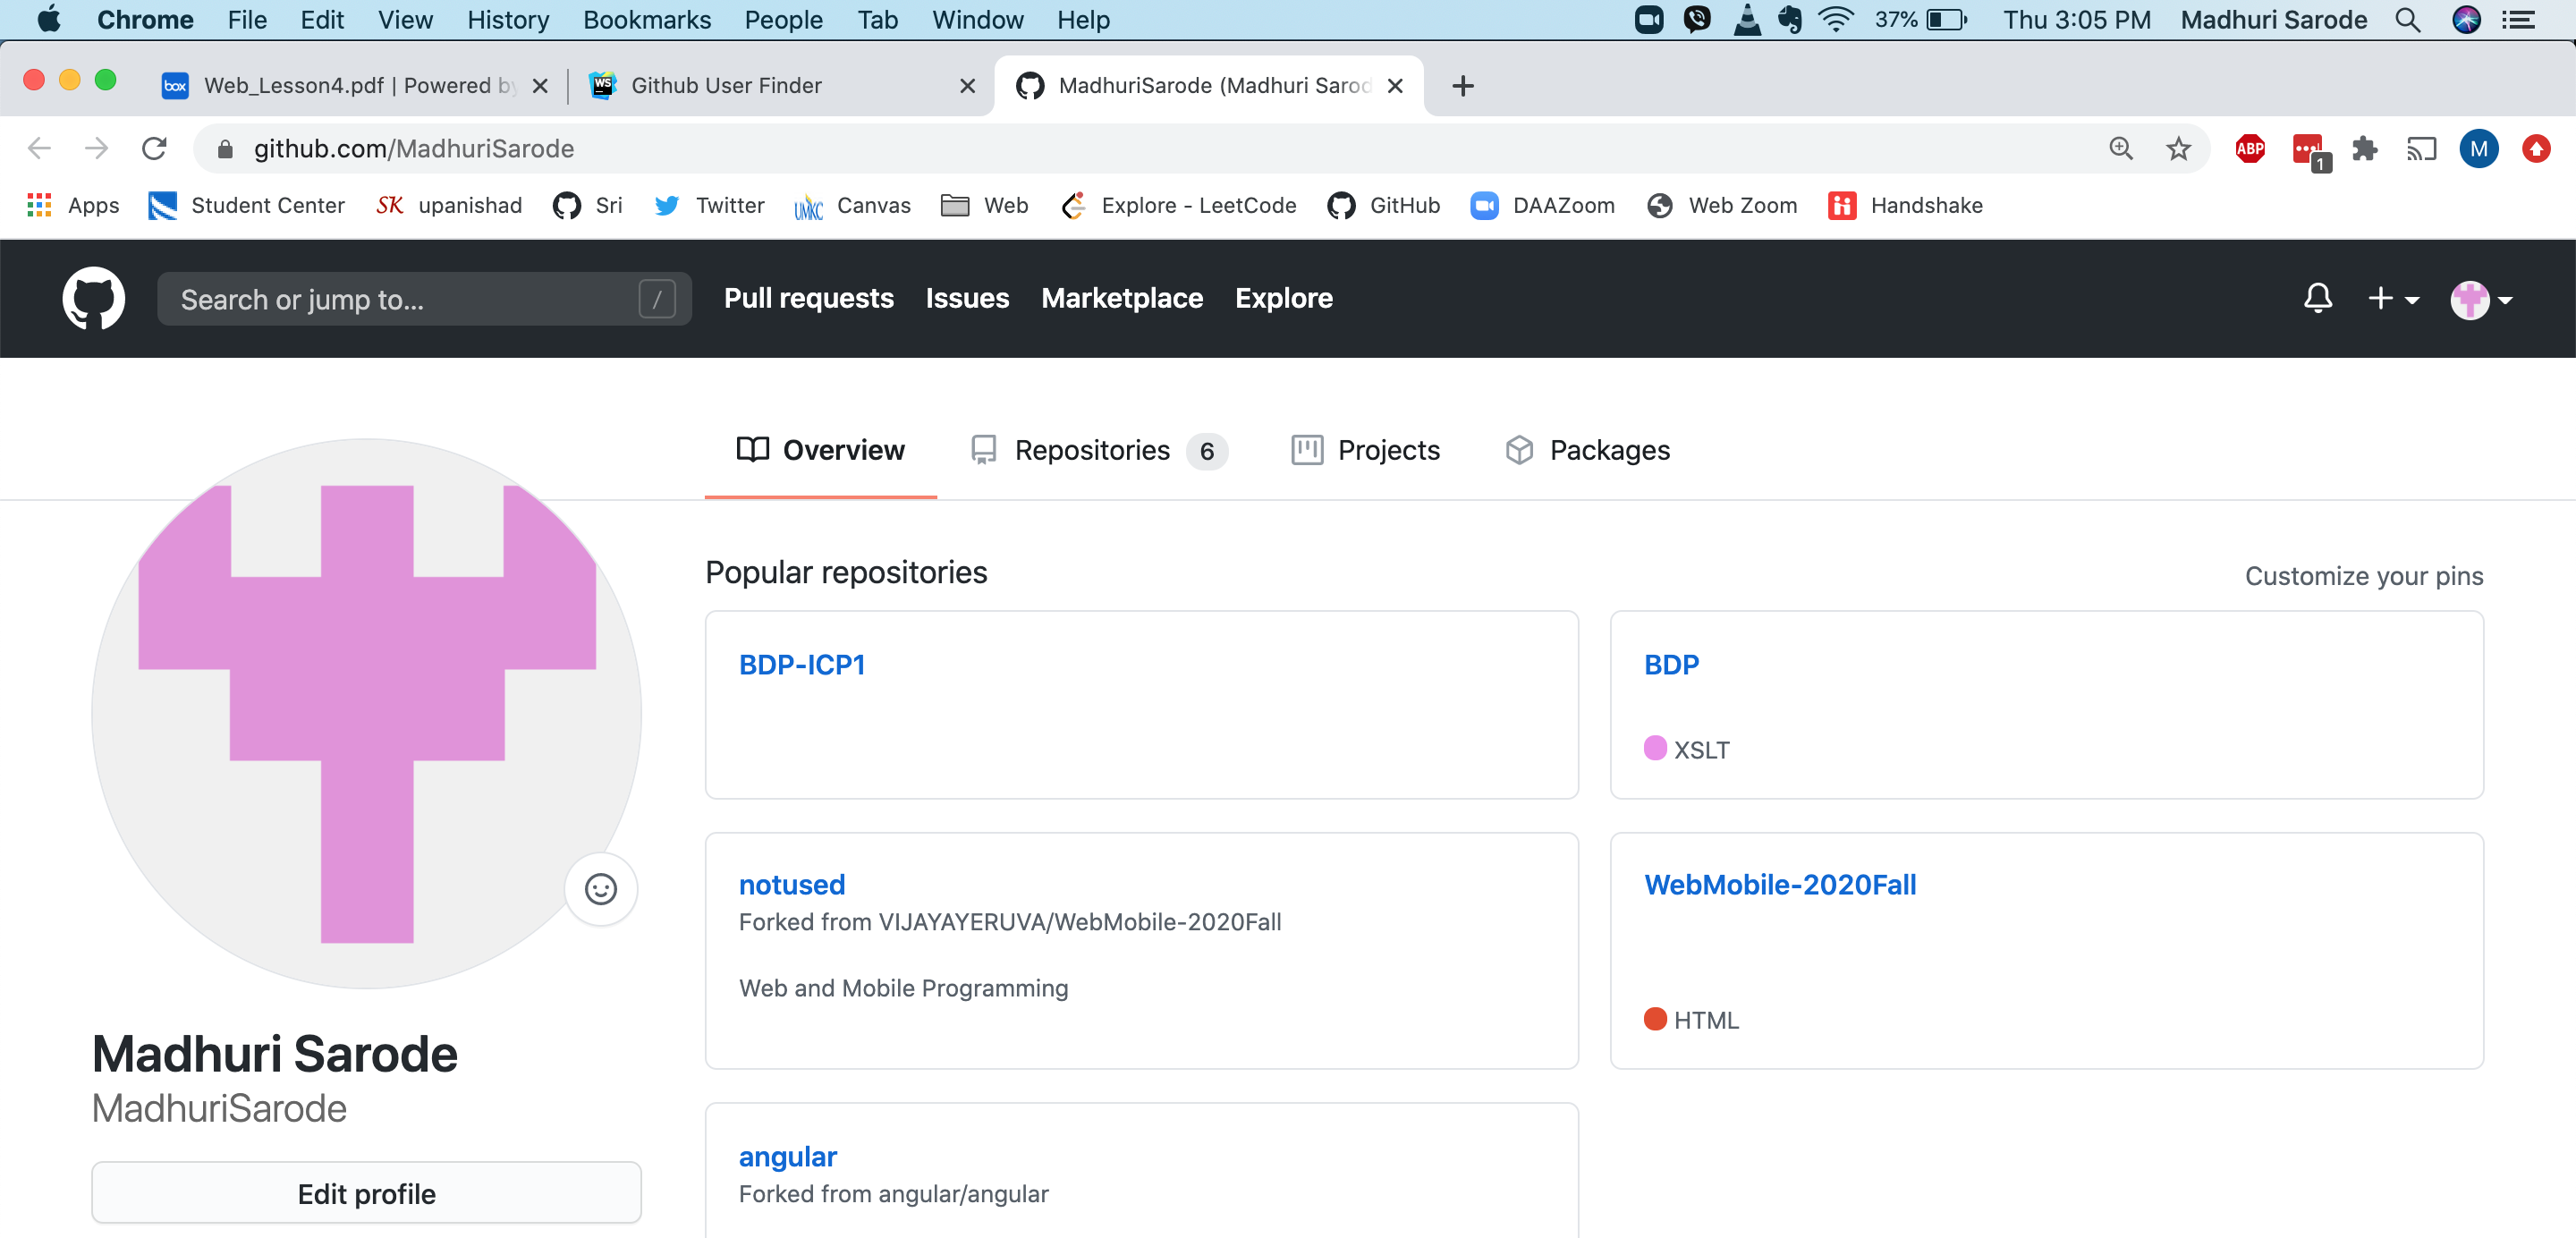 Chrome File Edit View History Bookmarks People Tab Window Help 37% Thu 3:05 PM Madhuri Sarode
box Web_Lesson4.pdf | Powered by WS Github User Finder MadhuriSarode (Madhuri Sarod
github.com/MadhuriSarode ABP 1 M
Apps Student Center SK upanishad Sri Twitter UMKC Canvas Web Explore - LeetCode GitHub DAAZoom Web Zoom Handshake
Search or jump to... / Pull requests Issues Marketplace Explore
Overview Repositories 6 Projects Packages
Popular repositories Customize your pins
BDP-ICP1
BDP
XSLT
notused
Forked from VIJAYAYERUVA/WebMobile-2020Fall
Web and Mobile Programming
WebMobile-2020Fall
HTML
angular
Forked from angular/angular
Madhuri Sarode
MadhuriSarode
Edit profile